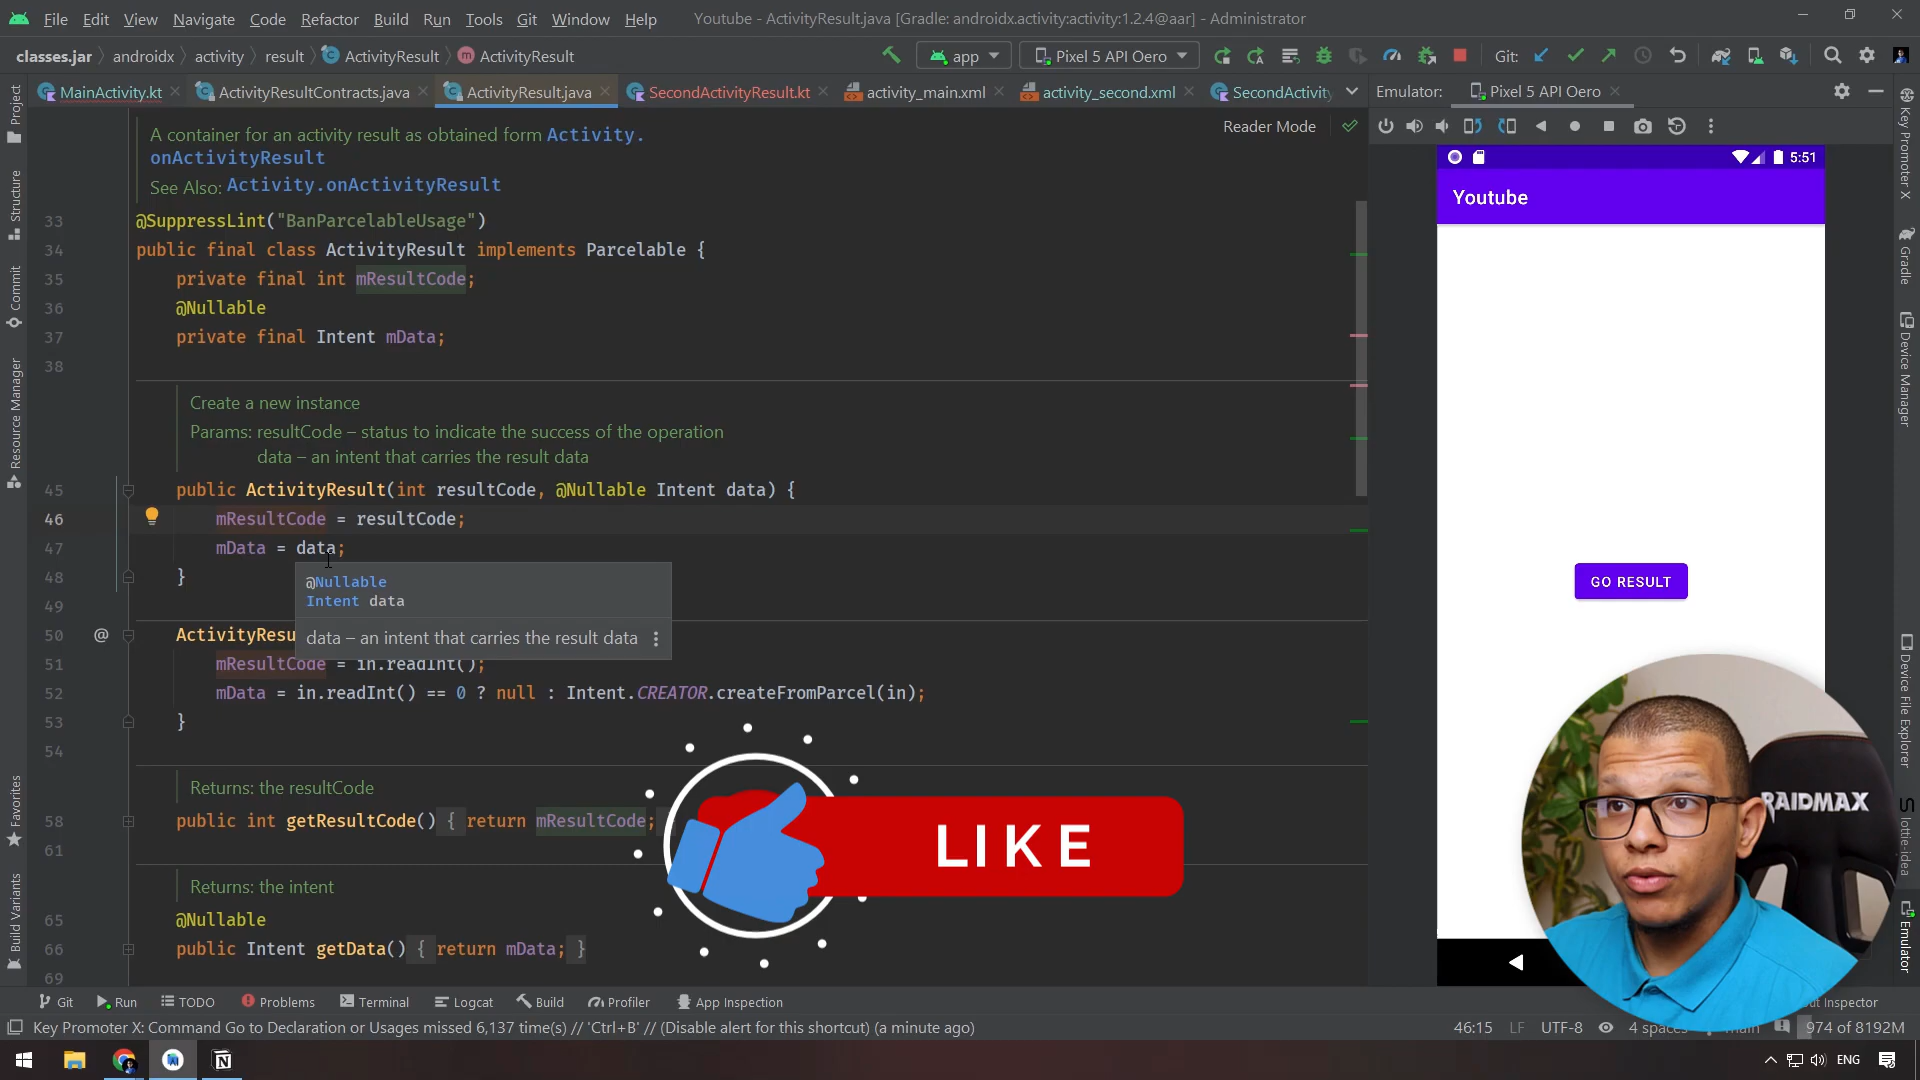 File Edit View Navigate Code Refactor Build Run Tools Git Window Help Youtube - ActivityResult.java [Gradle: androidx.activity:activity:1.2.4@aar] - Administrator
classes.jar androidx activity result ActivityResult ActivityResult app Pixel 5 API Oero Git:
MainActivity.kt ActivityResultContracts.java ActivityResult.java SecondActivityResult.kt activity_main.xml activity_second.xml SecondActivity Emulator: Pixel 5 API Oero
Reader Mode
A container for an activity result as obtained form Activity.
onActivityResult
See Also: Activity.onActivityResult
33 @SuppressLint("BanParcelableUsage")
34 public final class ActivityResult implements Parcelable {
35 private final int mResultCode;
36 @Nullable
37 private final Intent mData;
38
Create a new instance
Params: resultCode – status to indicate the success of the operation
data – an intent that carries the result data
45 public ActivityResult(int resultCode, @Nullable Intent data) {
46 mResultCode = resultCode;
47 mData = data;
48 }
49
@Nullable
Intent data
data – an intent that carries the result data
50 @ ActivityResu
51 mResultCode = in.readInt();
52 mData = in.readInt() == 0 ? null : Intent.CREATOR.createFromParcel(in);
53 }
54
Returns: the resultCode
58 public int getResultCode() { return mResultCode;
61
Returns: the intent
65 @Nullable
66 public Intent getData() { return mData; }
69
LIKE
5:51
Youtube
GO RESULT
RAIDMAX
Project
Structure
Commit
Resource Manager
Favorites
Build Variants
Key Promoter X
Gradle
Device Manager
Device File Explorer
lottie-idea
Emulator
Git Run TODO Problems Terminal Logcat Build Profiler App Inspection Inspector
Key Promoter X: Command Go to Declaration or Usages missed 6,137 time(s) // 'Ctrl+B' // (Disable alert for this shortcut) (a minute ago) 46:15 LF UTF-8 4 spaces main 974 of 8192M
ENG